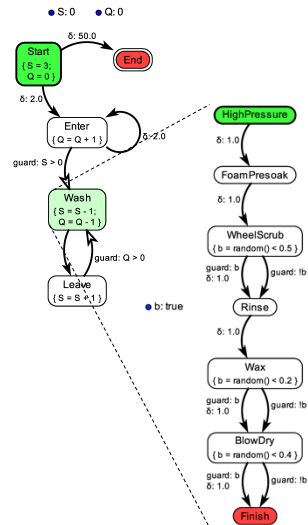 S: 0
Q: 0
Start
{ S = 3;
Q = 0 }
δ: 50.0
End
δ: 2.0
Enter
{ Q = Q + 1 }
δ: 2.0
guard: S > 0
Wash
{ S = S - 1;
Q = Q - 1 }
guard: Q > 0
Leave
{ S = S + 1 }
b: true
HighPressure
δ: 1.0
FoamPresoak
δ: 1.0
WheelScrub
{ b = random() < 0.5 }
guard: b
δ: 1.0
guard: !b
Rinse
δ: 1.0
Wax
{ b = random() < 0.2 }
guard: b
δ: 1.0
guard: !b
BlowDry
{ b = random() < 0.4 }
guard: b
δ: 1.0
guard: !b
Finish